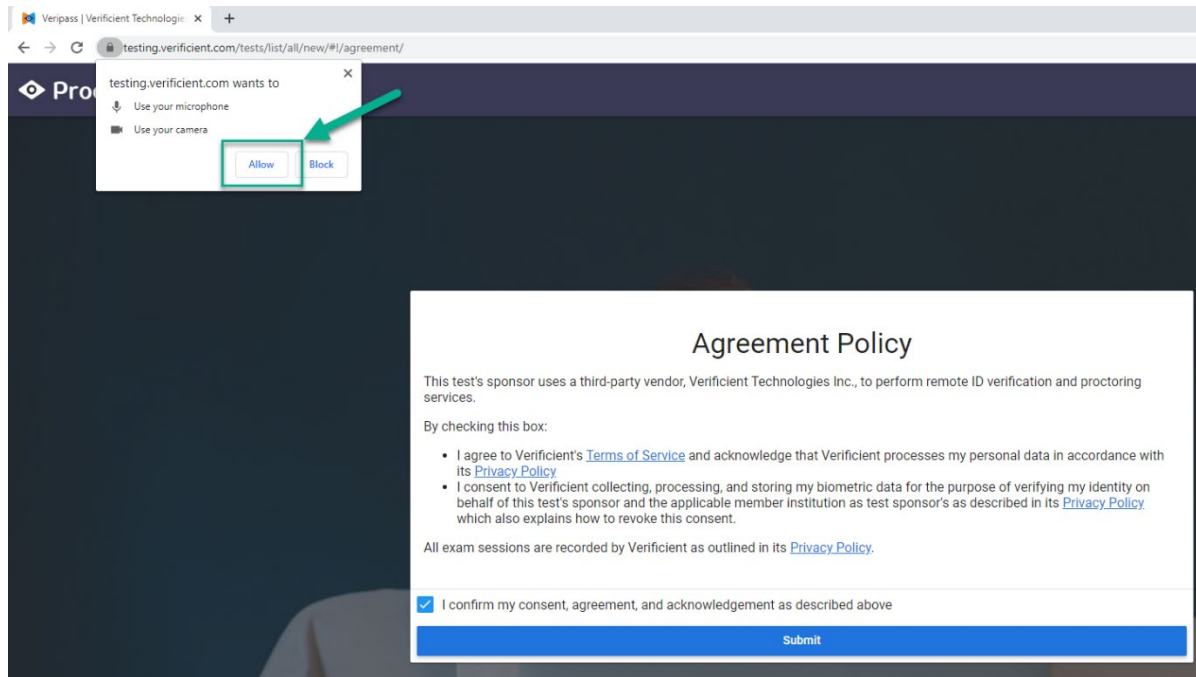 Veripass | Verificient Technologie
testing.verificient.com/tests/list/all/new/#!/agreement/
testing.verificient.com wants to
Use your microphone
Use your camera
Allow
Block
Agreement Policy
This test's sponsor uses a third-party vendor, Verificient Technologies Inc., to perform remote ID verification and proctoring
services.
By checking this box:
• I agree to Verificient's Terms of Service and acknowledge that Verificient processes my personal data in accordance with
its Privacy Policy
• I consent to Verificient collecting, processing, and storing my biometric data for the purpose of verifying my identity on
behalf of this test's sponsor and the applicable member institution as test sponsor's as described in its Privacy Policy
which also explains how to revoke this consent.
All exam sessions are recorded by Verificient as outlined in its Privacy Policy.
I confirm my consent, agreement, and acknowledgement as described above
Submit